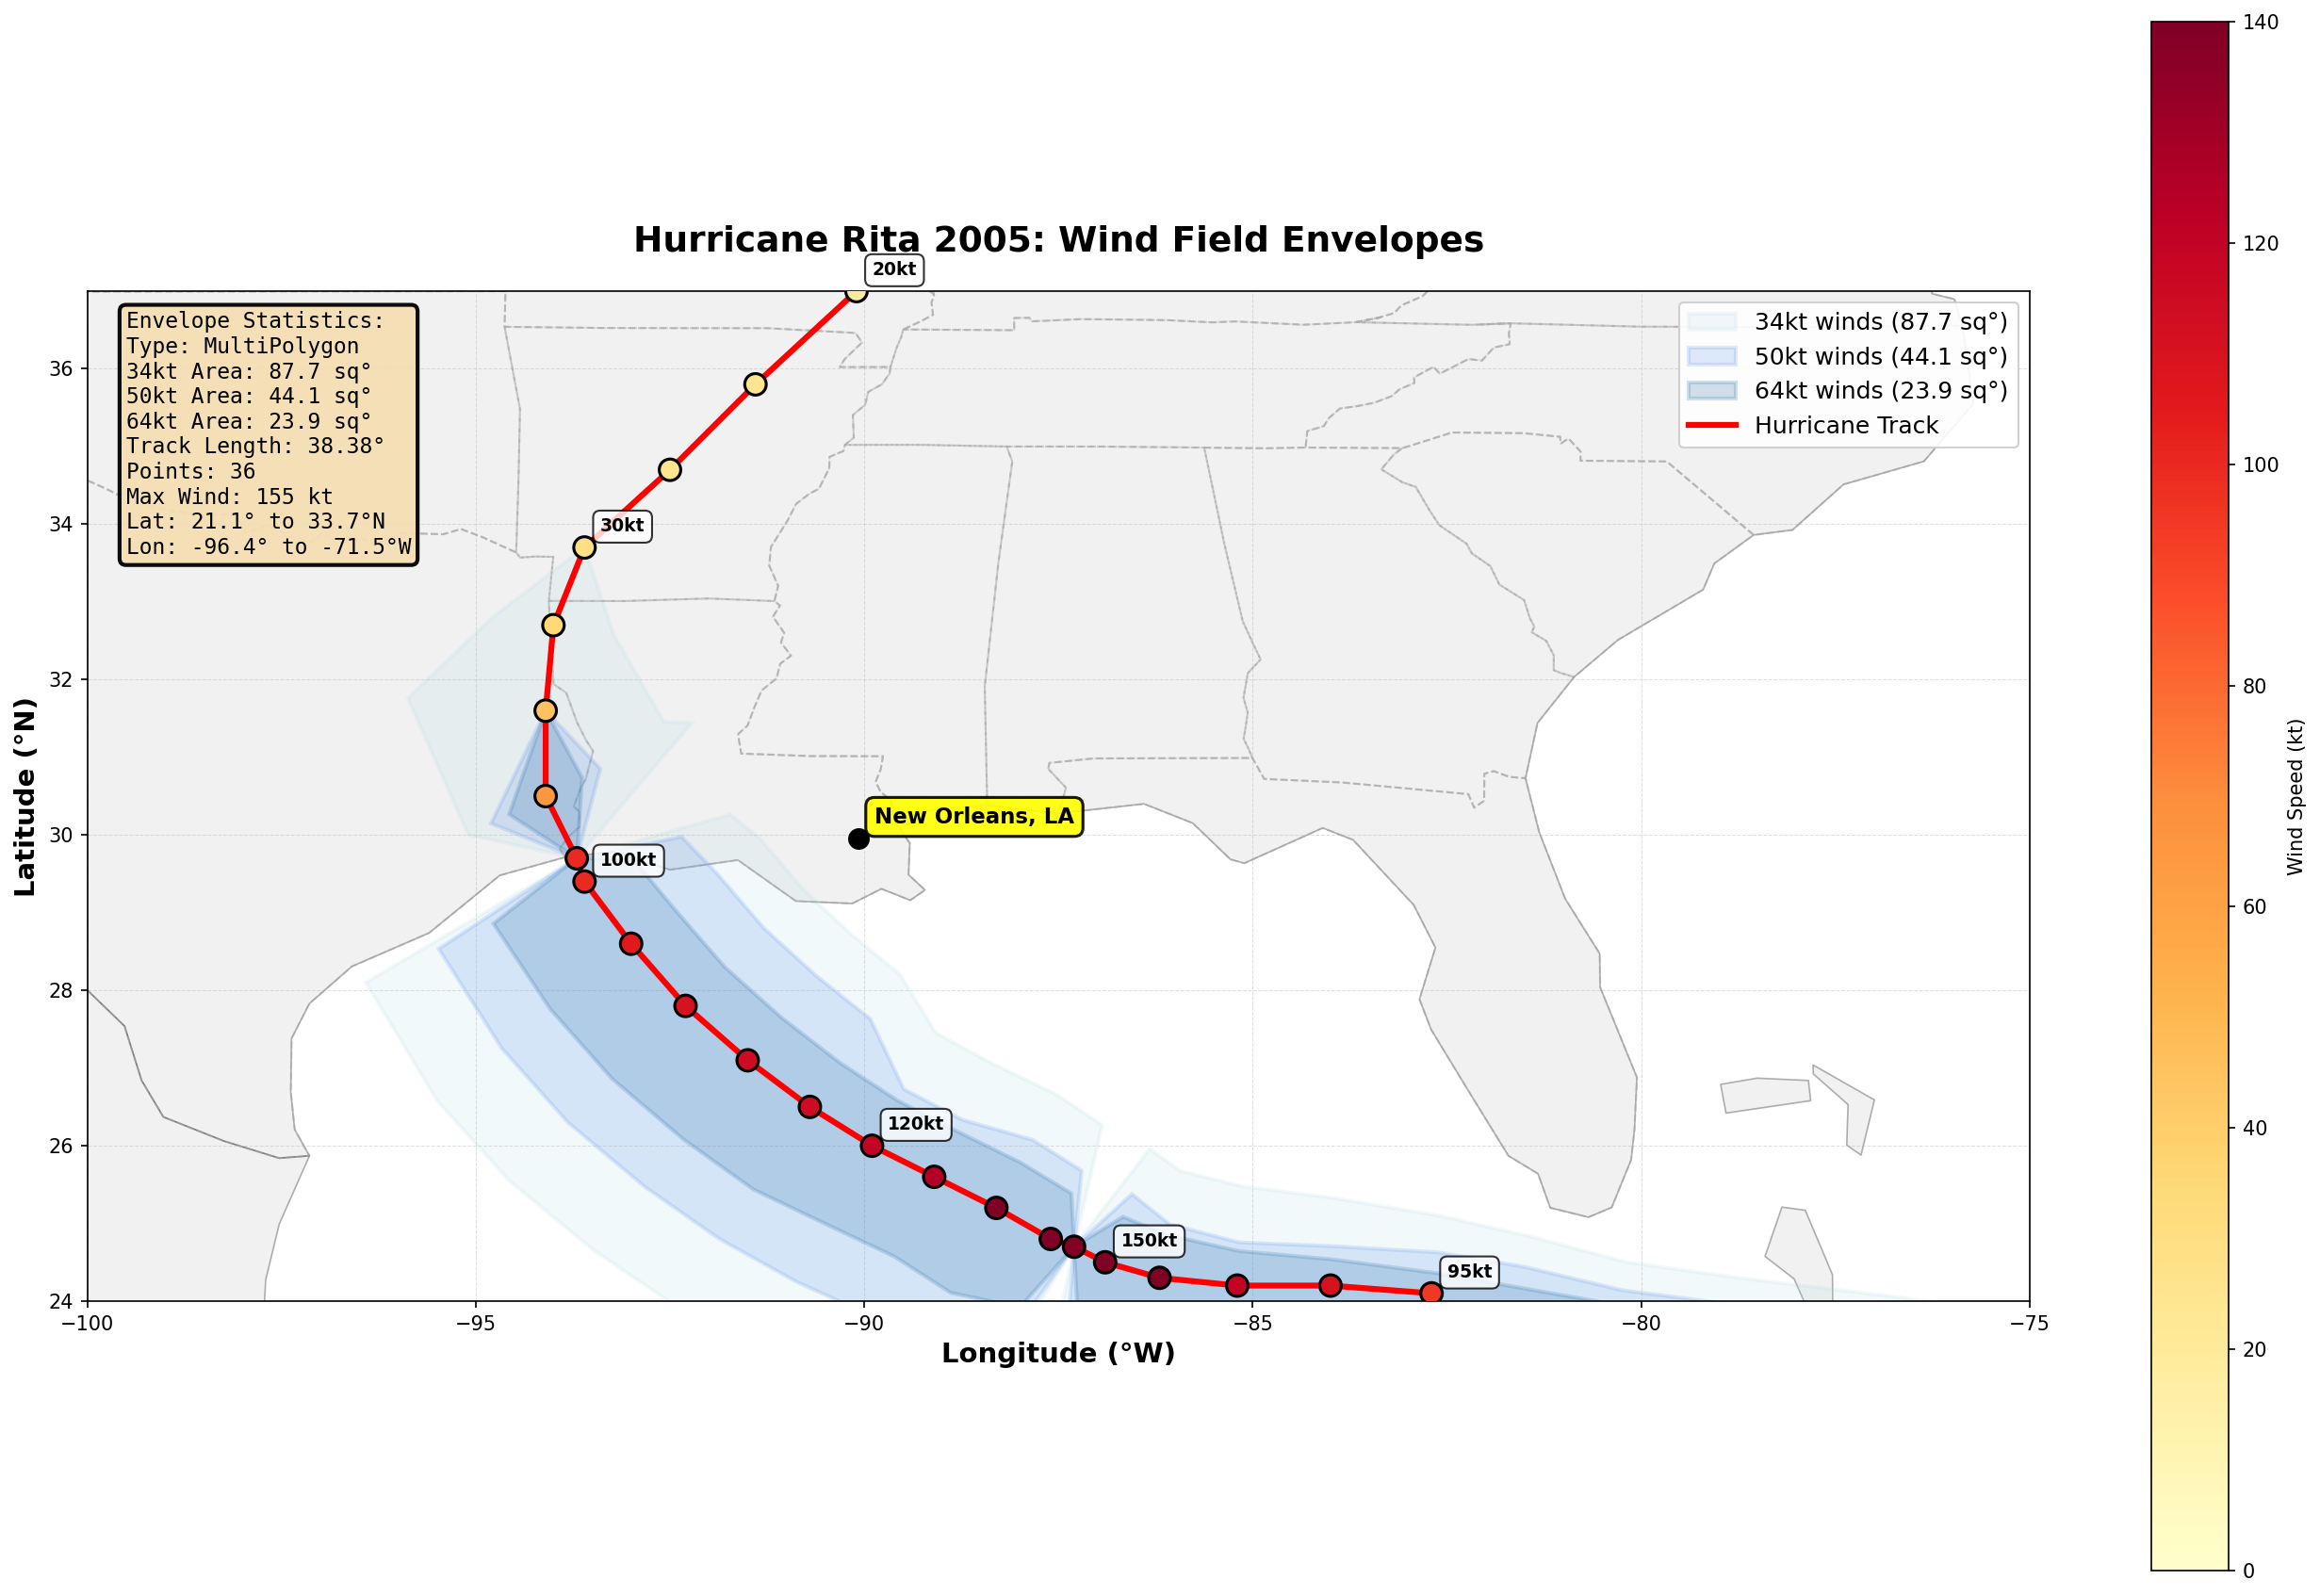 Hurricane Rita 2005: Wind Field Envelopes
20kt
Envelope Statistics:
Type: MultiPolygon
34kt Area: 87.7 sq°
50kt Area: 44.1 sq°
64kt Area: 23.9 sq°
Track Length: 38.38°
Points: 36
Max Wind: 155 kt
Lat: 21.1° to 33.7°N
Lon: -96.4° to -71.5°W
34kt winds (87.7 sq°)
50kt winds (44.1 sq°)
64kt winds (23.9 sq°)
Hurricane Track
30kt
New Orleans, LA
100kt
120kt
150kt
95kt
Latitude (°N)
36
34
32
30
28
26
24
−100
−95
−90
−85
−80
−75
Longitude (°W)
140
120
100
80
60
40
20
0
Wind Speed (kt)